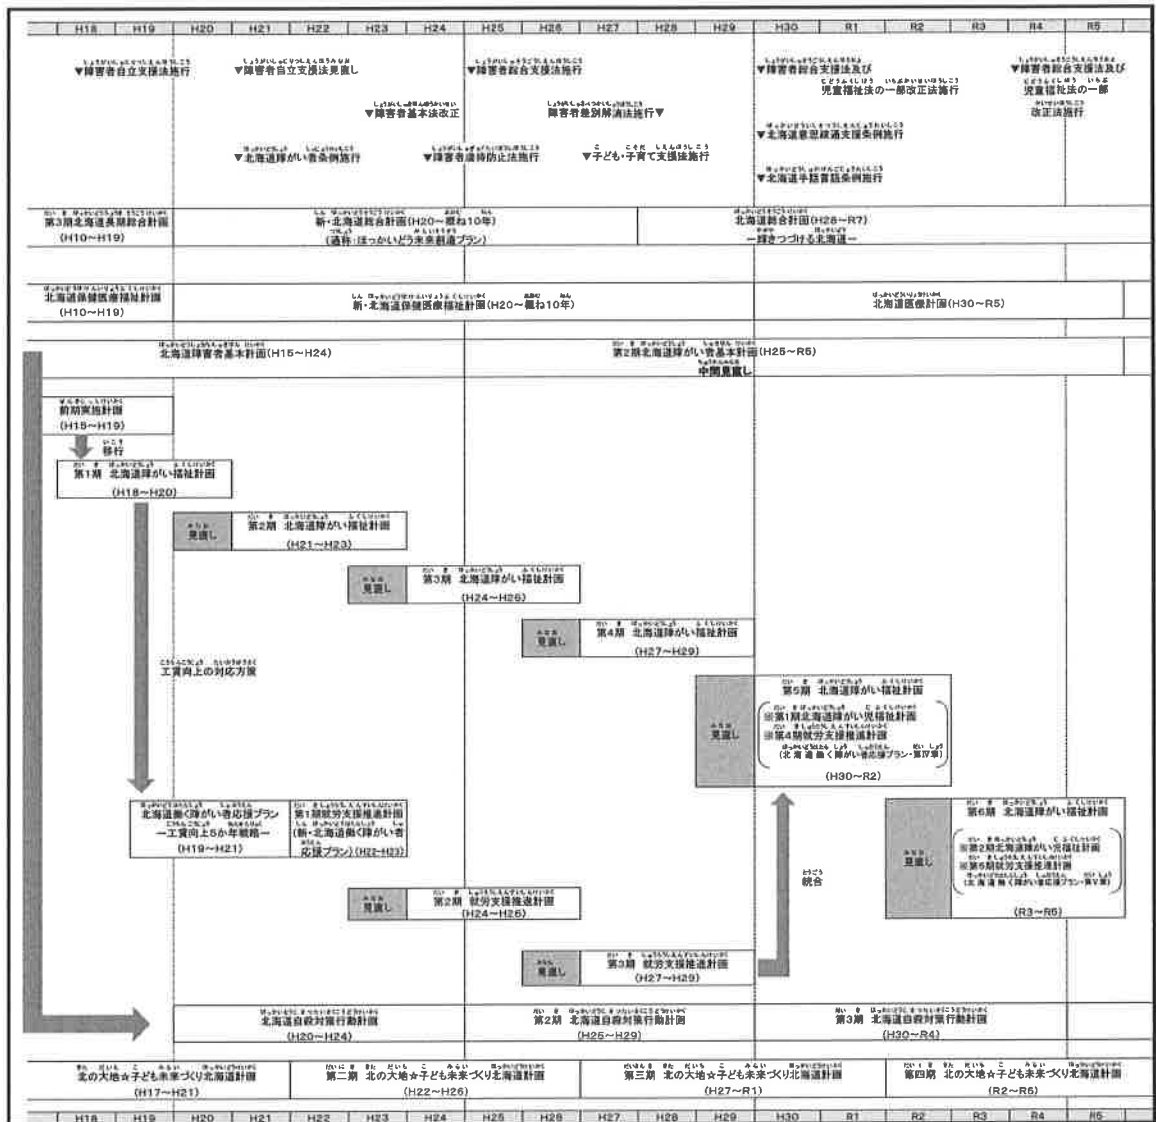 H18 H19 H20 H21 H22 H23 H24 H25 H26 H27 H28 H29 H30 R1 R2 R3 R4 R5
▼障害者自立支援法施行
▼障害者自立支援法見直し
▼障害者総合支援法施行
▼障害者総合支援法及び
児童福祉法の一部改正法施行
▼障害者総合支援法及び
児童福祉法の一部
改正法施行
▼障害者基本法改正
障害者差別解消法施行▼
▼北海道意思疎通支援条例施行
▼北海道障がい者条例施行
▼障害者虐待防止法施行
▼子ども・子育て支援法施行
▼北海道手話言語条例施行
第3期北海道長期総合計画
(H10～H19)
新・北海道総合計画(H20～概ね10年)
(通称:ほっかいどう未来創造プラン)
北海道総合計画(H28～R7)
―輝きつづける北海道―
北海道保健医療福祉計画
(H10～H19)
新・北海道保健医療福祉計画(H20～概ね10年)
北海道医療計画(H30～R5)
北海道障害者基本計画(H15～H24)
第2期北海道障がい者基本計画(H25～R5)
中間見直し
前期実施計画
(H15～H19)
いこう
移行
第1期 北海道障がい福祉計画
(H18～H20)
見直し
第2期 北海道障がい福祉計画
(H21～H23)
見直し
第3期 北海道障がい福祉計画
(H24～H26)
見直し
第4期 北海道障がい福祉計画
(H27～H29)
工賃向上の対応方策
見直し
第5期 北海道障がい福祉計画
※第1期北海道障がい児福祉計画
※第4期就労支援推進計画
(北海道働く障がい者応援プラン・第Ⅳ章)
(H30～R2)
北海道働く障がい者応援プラン
―工賃向上5か年戦略―
(H19～H21)
第1期就労支援推進計画
(新・北海道働く障がい者
応援プラン)(H22-H23)
見直し
第6期 北海道障がい福祉計画
※第2期北海道障がい児福祉計画
※第5期就労支援推進計画
(北海道働く障がい者応援プラン・第Ⅴ章)
(R3～R5)
とうごう
統合
見直し
第2期 就労支援推進計画
(H24～H26)
見直し
第3期 就労支援推進計画
(H27～H29)
北海道自殺対策行動計画
(H20～H24)
第2期 北海道自殺対策行動計画
(H25～H29)
第3期 北海道自殺対策行動計画
(H30～R4)
北の大地☆子ども未来づくり北海道計画
(H17～H21)
第二期 北の大地☆子ども未来づくり北海道計画
(H22～H26)
第三期 北の大地☆子ども未来づくり北海道計画
(H27～R1)
第四期 北の大地☆子ども未来づくり北海道計画
(R2～R6)
H18 H19 H20 H21 H22 H23 H24 H25 H26 H27 H28 H29 H30 R1 R2 R3 R4 R5